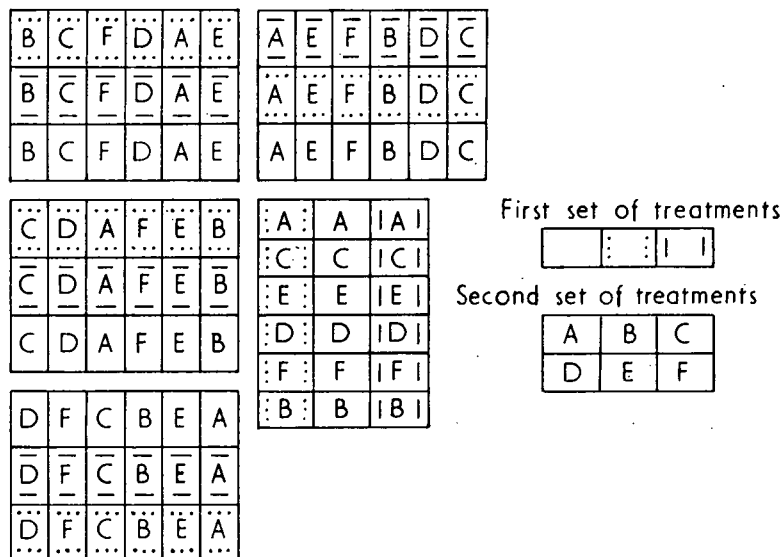 B C F D A E
B C F D A E
B C F D A E
A E F B D C
A E F B D C
A E F B D C
C D A F E B
C D A F E B
C D A F E B
A A A
C C C
E E E
D D D
F F F
B B B
First set of treatments
Second set of treatments
A B C
D E F
D F C B E A
D F C B E A
D F C B E A